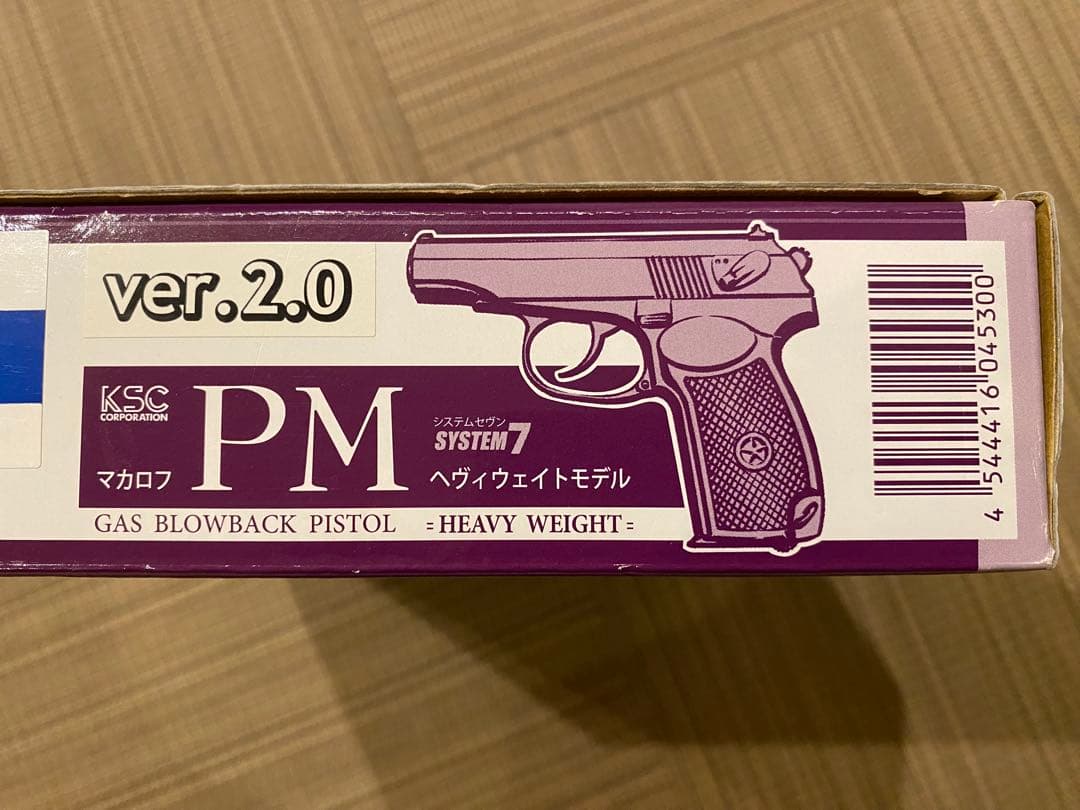 ver.2.0
KSC
CORPORATION
PM
マカロフ
システムセヴン
SYSTEM7
ヘヴィウェイトモデル
GAS BLOWBACK PISTOL =HEAVY WEIGHT=
4 544416 045300